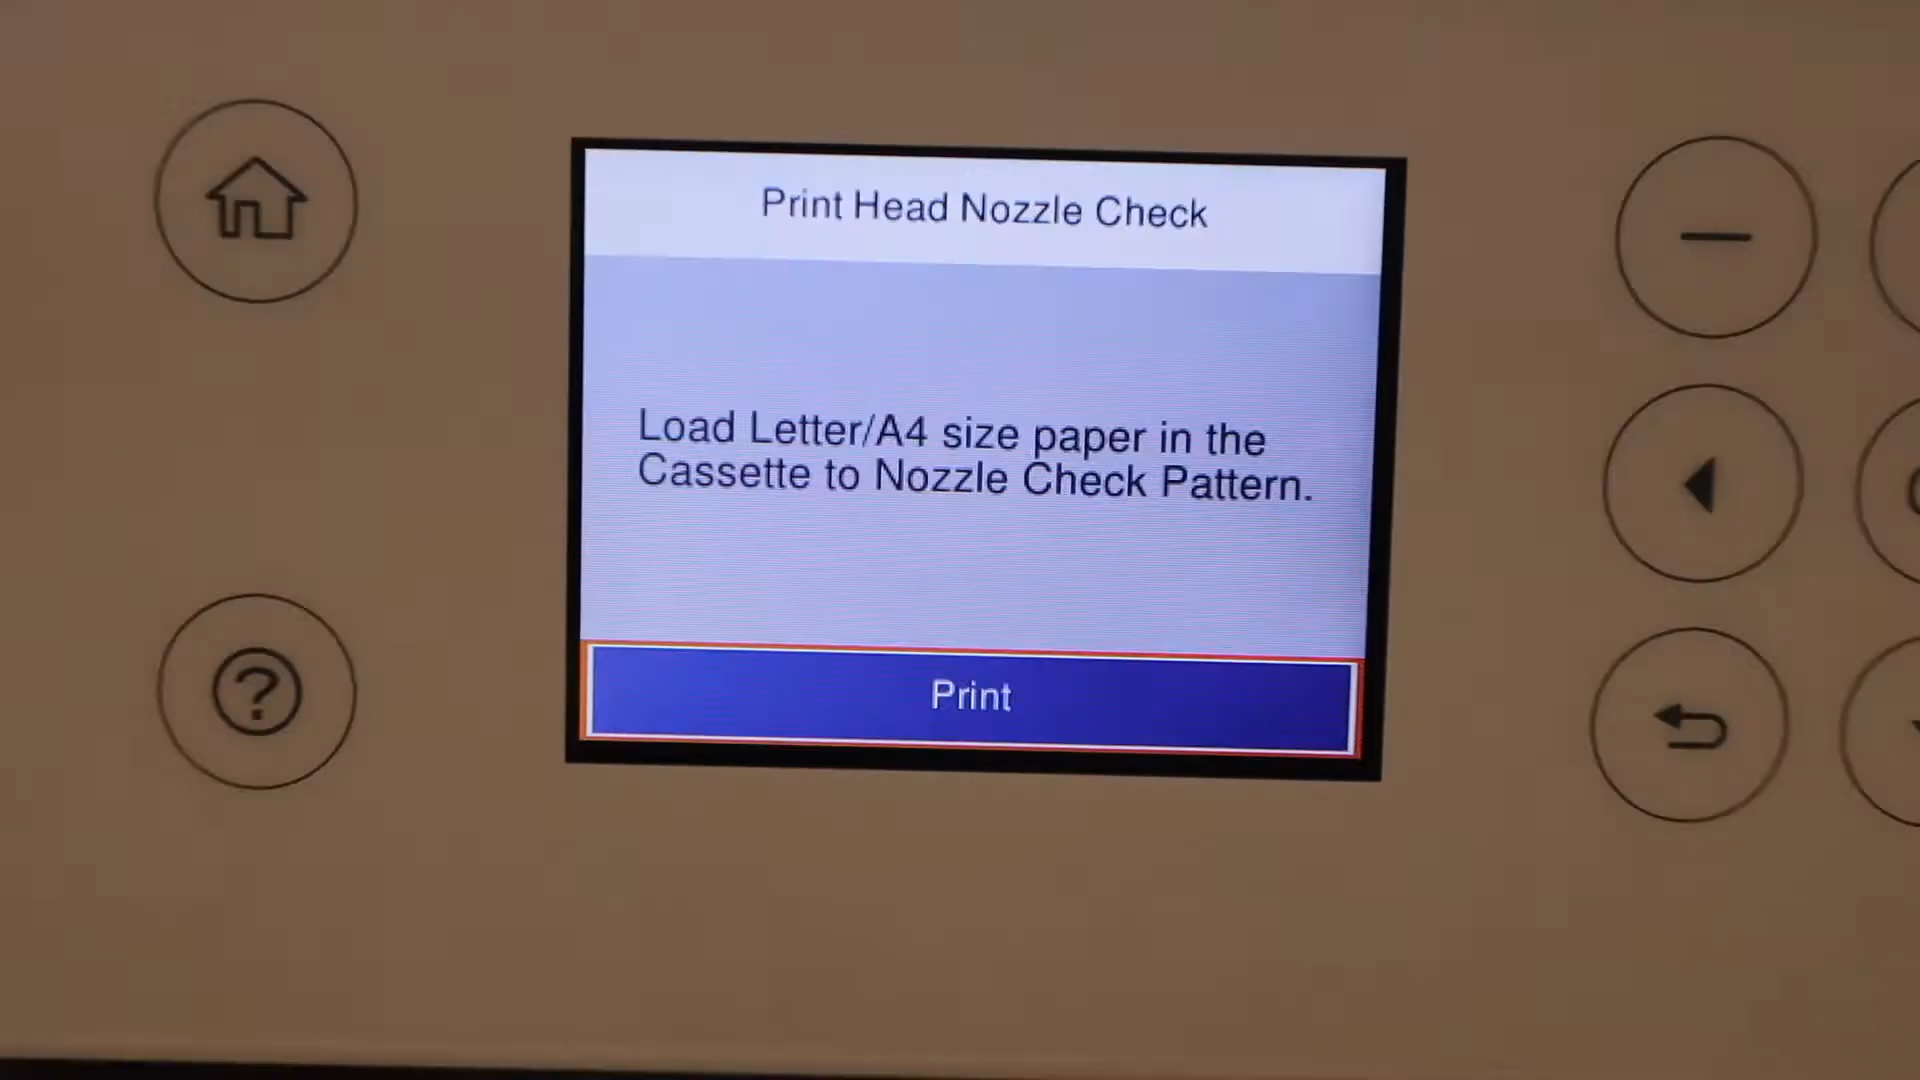 Print Head Nozzle Check
Load Letter/A4 size paper in the
Cassette to Nozzle Check Pattern.
Print